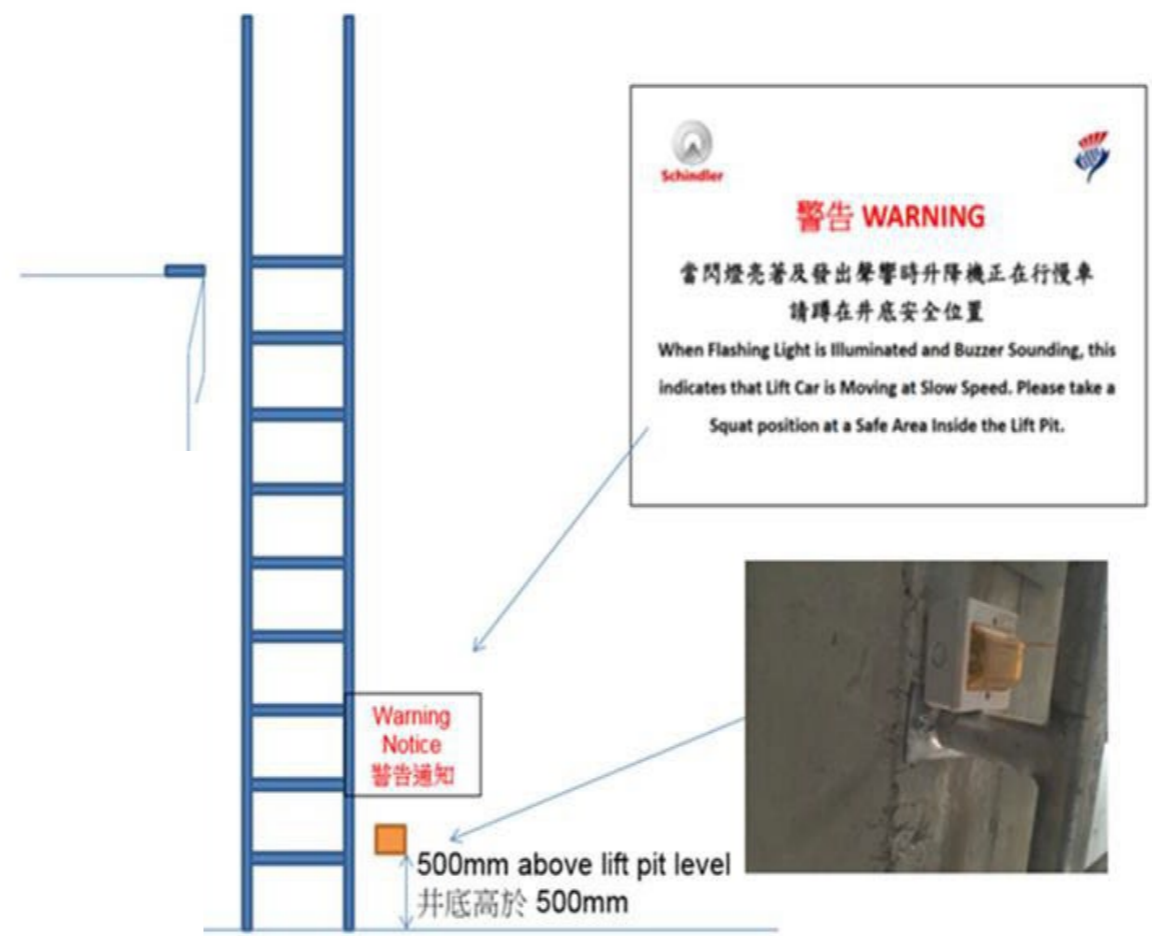 Schindler
警告 WARNING
當閃燈亮著及發出聲響時升降機正在行慢車
請蹲在井底安全位置
When Flashing Light is Illuminated and Buzzer Sounding, this
indicates that Lift Car is Moving at Slow Speed. Please take a
Squat position at a Safe Area Inside the Lift Pit.
Warning
Notice
警告通知
500mm above lift pit level
井底高於 500mm